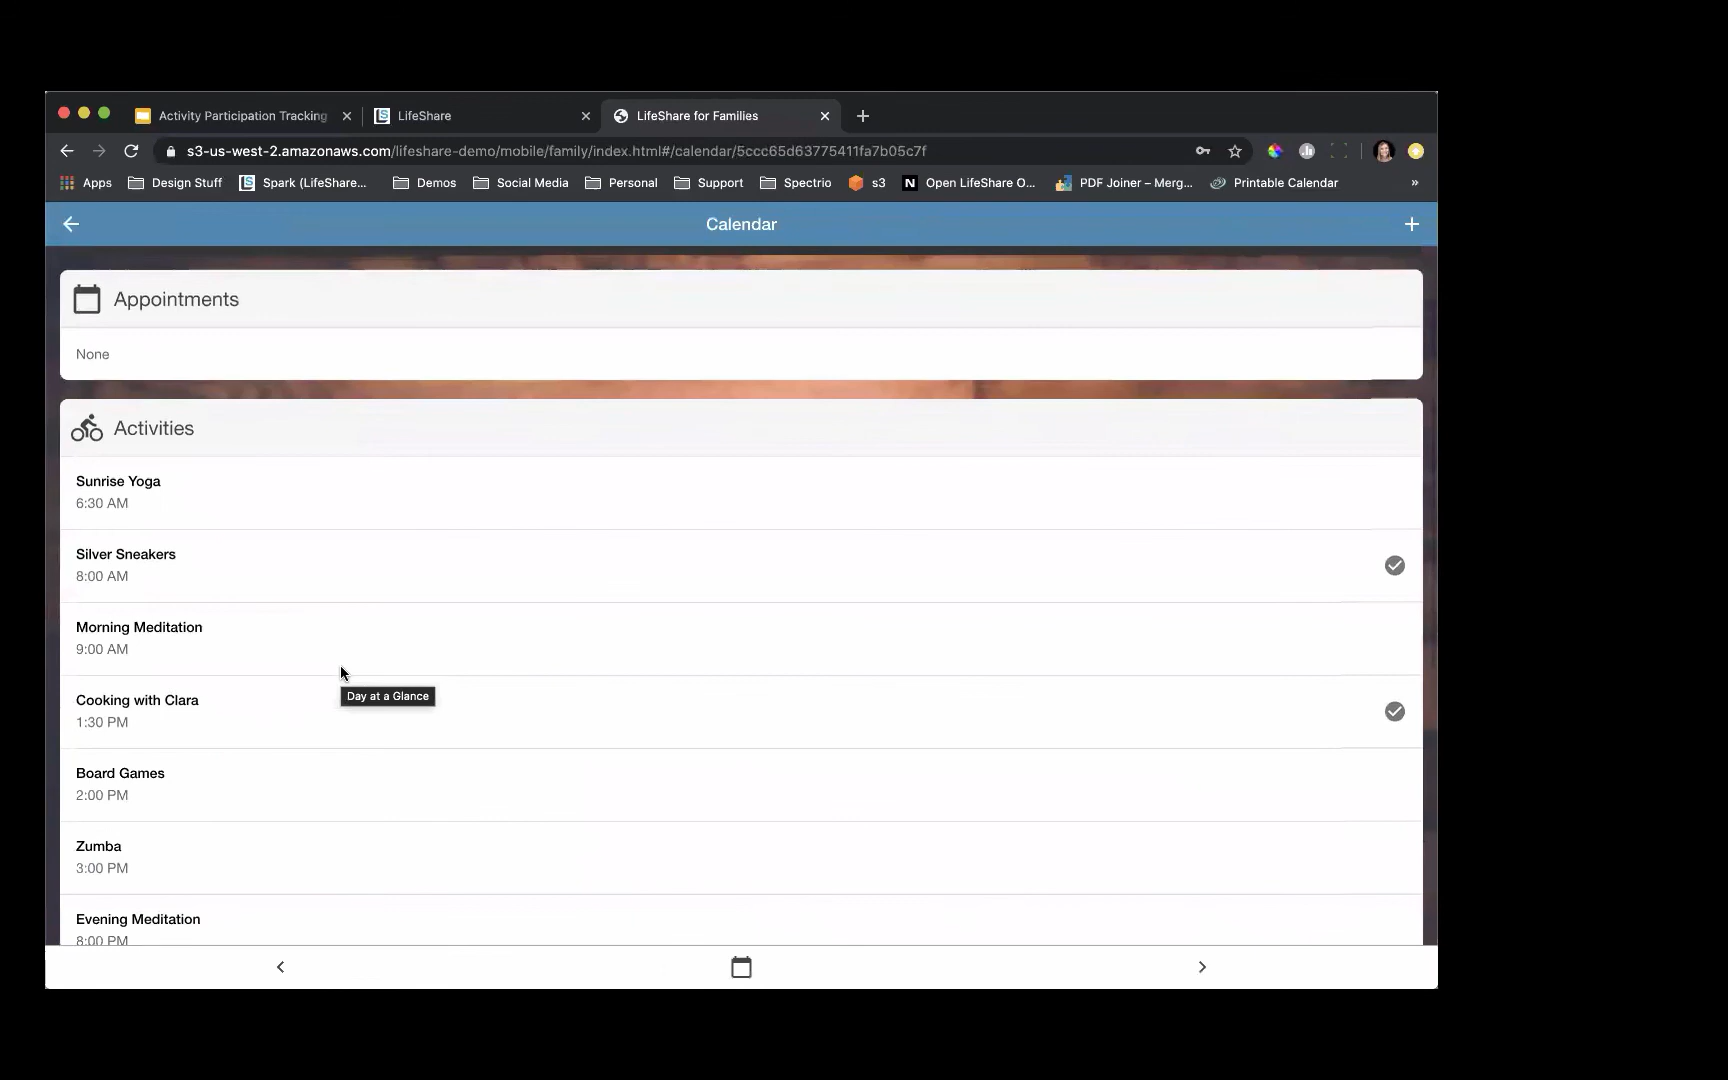 Activity Participation Tracking
LifeShare
LifeShare for Families
s3-us-west-2.amazonaws.com/lifeshare-demo/mobile/family/index.html#/calendar/5ccc65d63775411fa7b05c7f
Apps Design Stuff Spark (LifeShare... Demos Social Media Personal Support Spectrio s3 Open LifeShare O... PDF Joiner – Merg... Printable Calendar »
Calendar
Appointments
None
Activities
Sunrise Yoga
6:30 AM
Silver Sneakers
8:00 AM
Morning Meditation
9:00 AM
Day at a Glance
Cooking with Clara
1:30 PM
Board Games
2:00 PM
Zumba
3:00 PM
Evening Meditation
8:00 PM